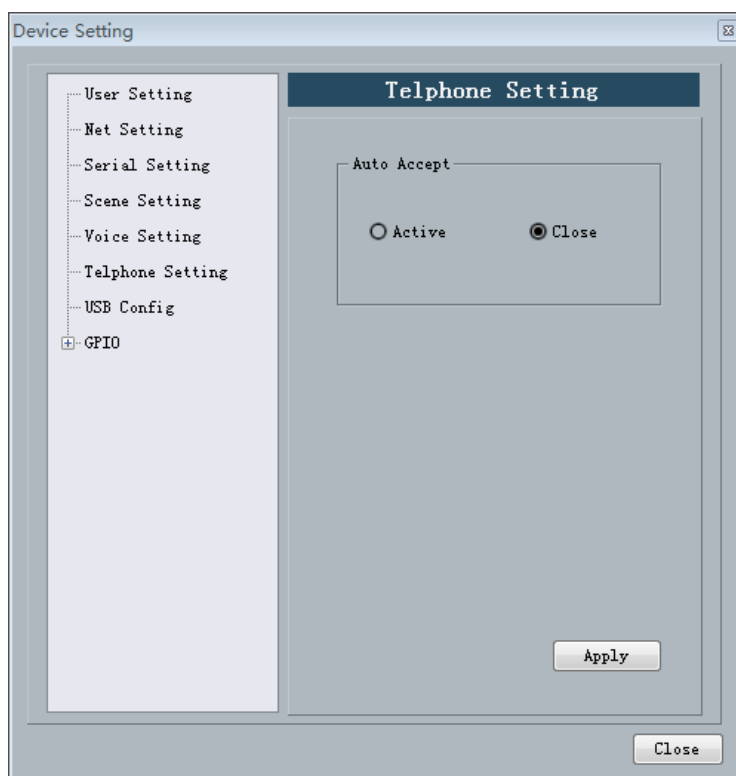 Device Setting
User Setting
Net Setting
Serial Setting
Scene Setting
Voice Setting
Telphone Setting
USB Config
GPIO
Telphone Setting
Auto Accept
Active
Close
Apply
Close